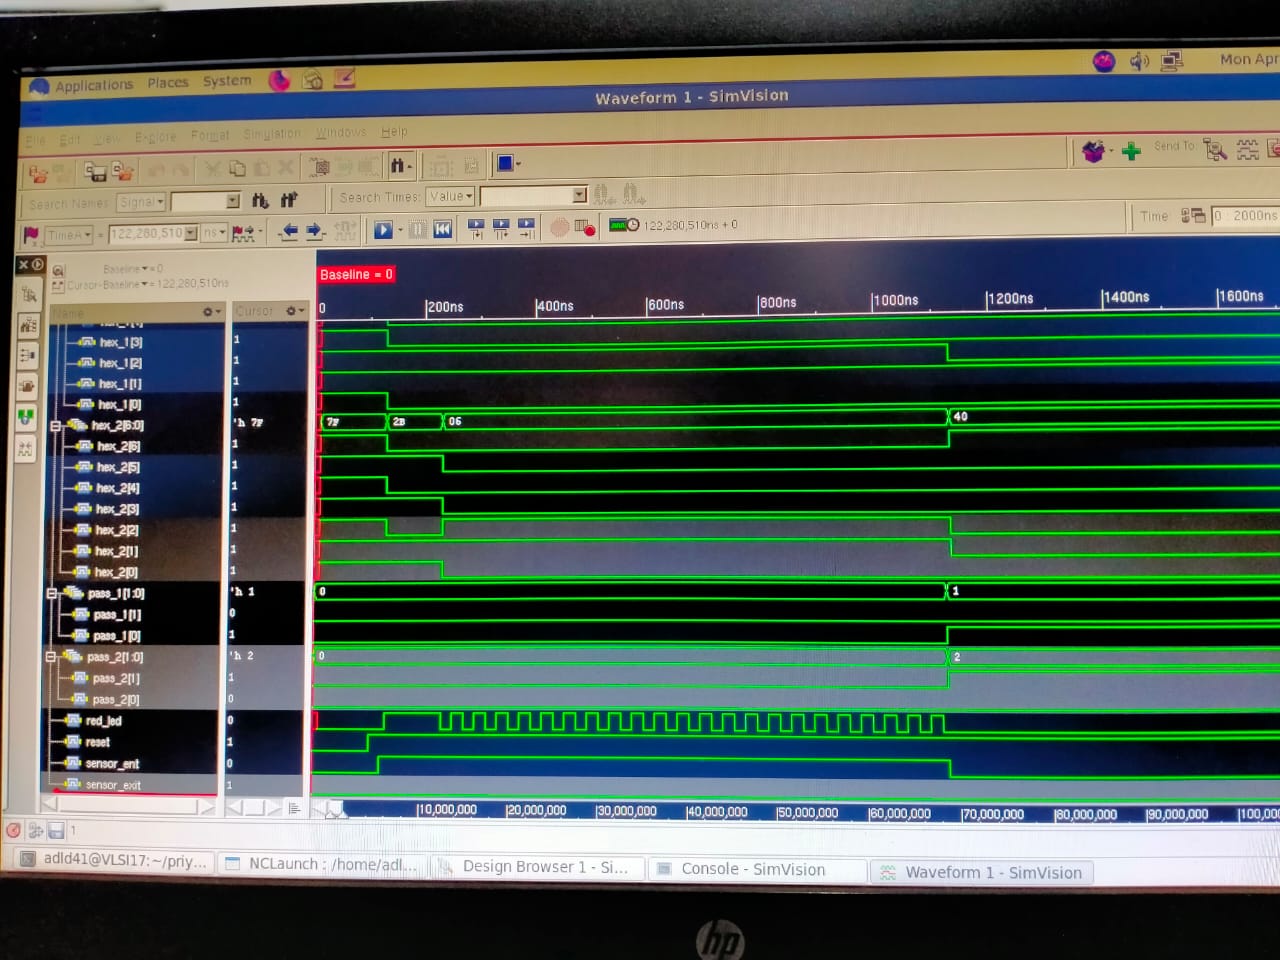 Applications Places System Mon Apr
Waveform 1 - SimVision
File Edit View Explore Format Simulation Windows Help
Send To:
Search Names: Signal Search Times: Value
TimeA = 122,280,510 ns 122,280,510ns + 0 Time: 0 : 2000ns
Baseline = 0
Cursor-Baseline = 122,280,510ns
Baseline = 0
Name Cursor
0 200ns 400ns 600ns 800ns 1000ns 1200ns 1400ns 1600ns
hex_1[3] 1
hex_1[2] 1
hex_1[1] 1
hex_1[0] 1
hex_2[6:0] 'h 7F 7F 2B 06 40
hex_2[6] 1
hex_2[5] 1
hex_2[4] 1
hex_2[3] 1
hex_2[2] 1
hex_2[1] 1
hex_2[0] 1
pass_1[1:0] 'h 1 0 1
pass_1[1] 0
pass_1[0] 1
pass_2[1:0] 'h 2 0 2
pass_2[1] 1
pass_2[0] 0
red_led 0
reset 1
sensor_ent 0
sensor_exit 1
10,000,000 20,000,000 30,000,000 40,000,000 50,000,000 60,000,000 70,000,000 80,000,000 90,000,000 100,000
1
adld41@VLSI17:~/priy... NCLaunch : /home/adl... Design Browser 1 - Si... Console - SimVision Waveform 1 - SimVision
hp